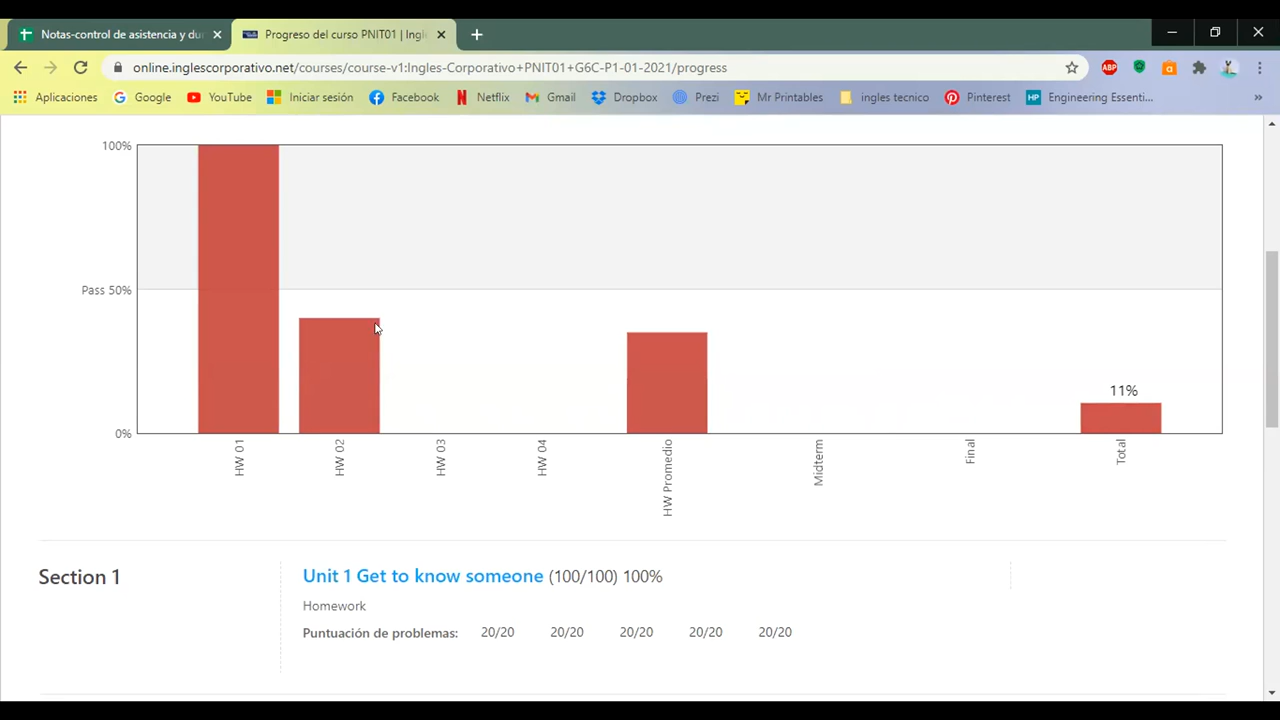 Notas-control de asistencia y du
Progreso del curso PNIT01 | Ingl
online.inglescorporativo.net/courses/course-v1:Ingles-Corporativo+PNIT01+G6C-P1-01-2021/progress
ABP
Aplicaciones
Google
YouTube
Iniciar sesión
Facebook
Netflix
Gmail
Dropbox
Prezi
Mr Printables
ingles tecnico
Pinterest
HP
Engineering Essenti...
100%
Pass 50%
0%
11%
HW 01
HW 02
HW 03
HW 04
HW Promedio
Midterm
Final
Total
Section 1
Unit 1 Get to know someone (100/100) 100%
Homework
Puntuación de problemas: 20/20 20/20 20/20 20/20 20/20